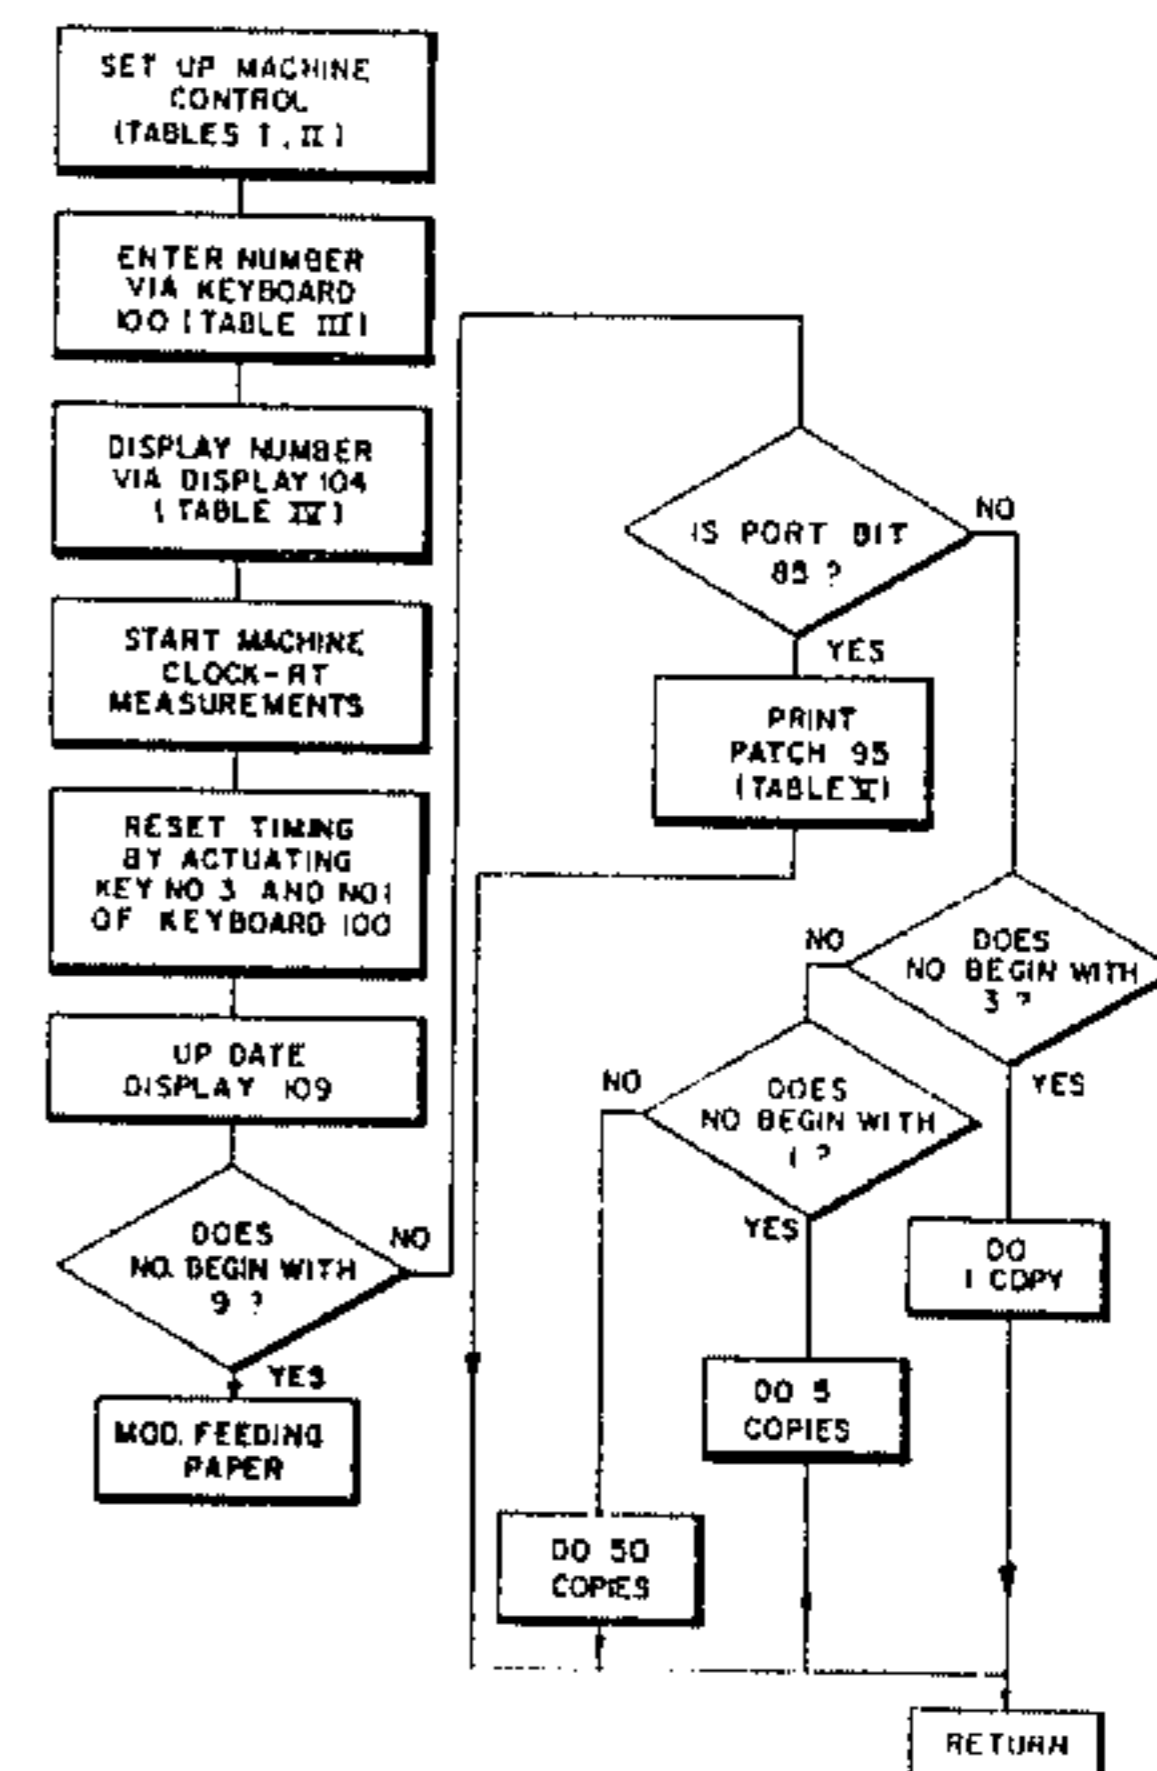 SET UP MACHINE
CONTROL
(TABLES I, II)
ENTER NUMBER
VIA KEYBOARD
100 (TABLE III)
DISPLAY NUMBER
VIA DISPLAY 104
(TABLE IV)
START MACHINE
CLOCK-RT
MEASUREMENTS
RESET TIMING
BY ACTUATING
KEY NO 3 AND NO1
OF KEYBOARD 100
UP DATE
DISPLAY 109
DOES
NO. BEGIN WITH
9 ?
NO
YES
MOD. FEEDING
PAPER
IS PORT BIT
85 ?
NO
YES
PRINT
PATCH 95
(TABLE V)
DOES
NO BEGIN WITH
3 ?
NO
YES
DOES
NO BEGIN WITH
1 ?
NO
YES
DO
1 COPY
DO 5
COPIES
DO 50
COPIES
RETURN